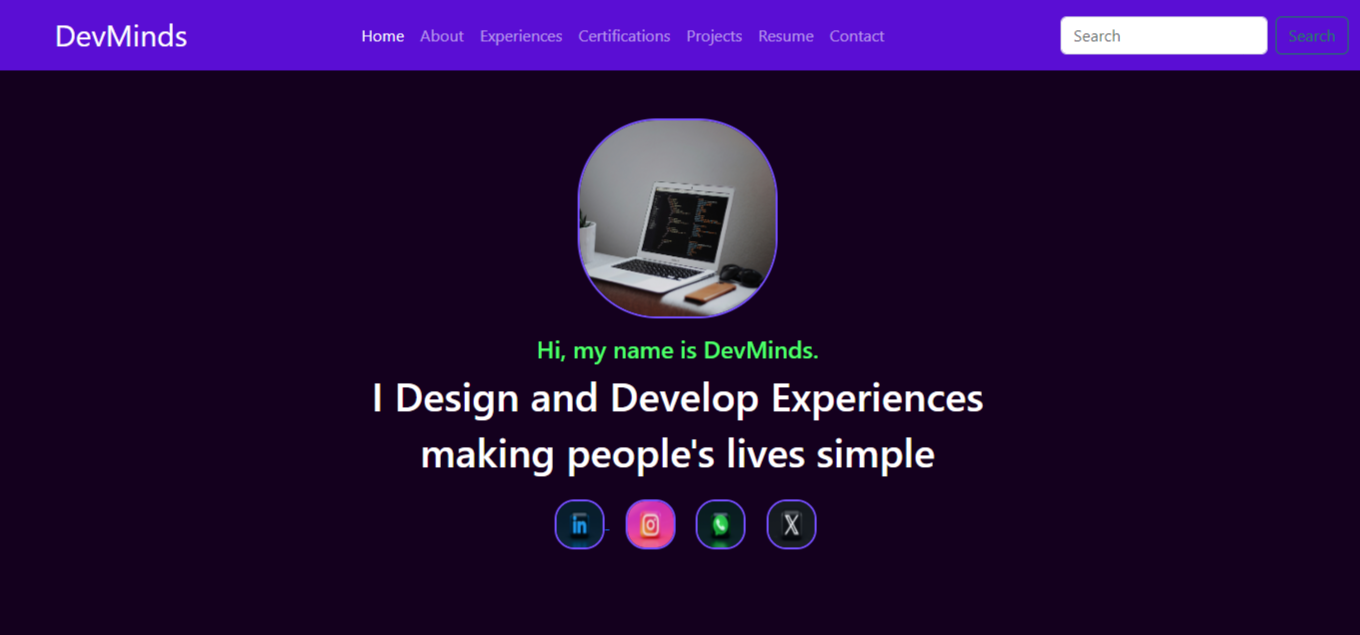 DevMinds
Home About Experiences Certifications Projects Resume Contact
Search Search
Hi, my name is DevMinds.
I Design and Develop Experiences
making people's lives simple
in
X